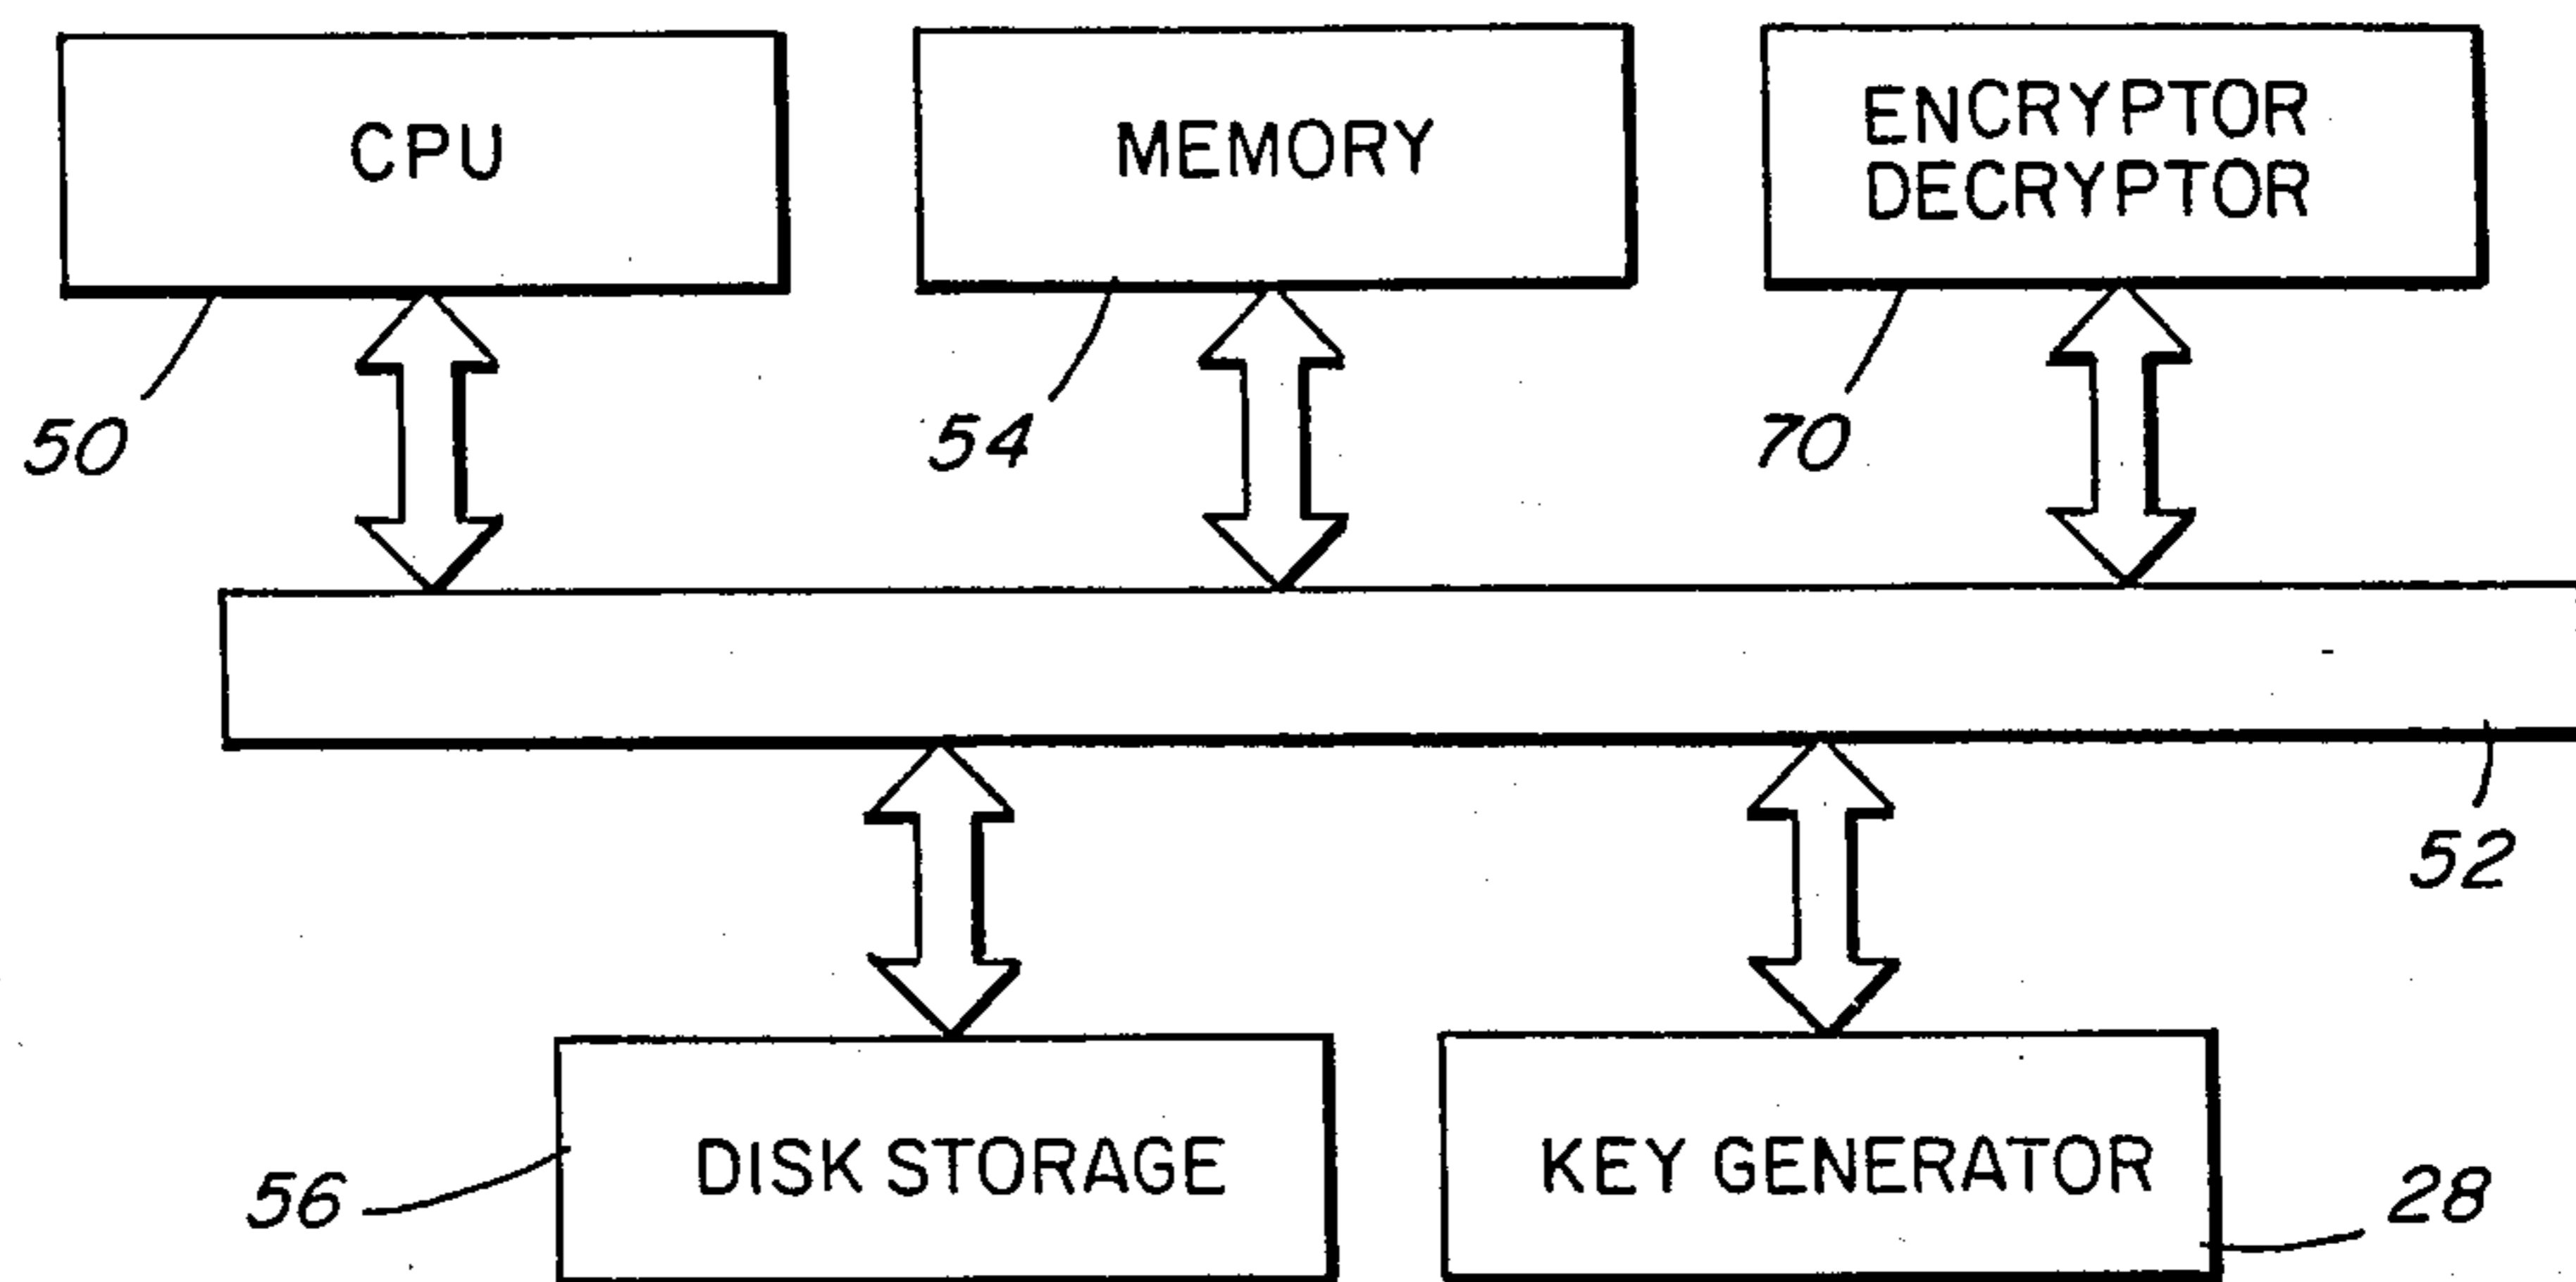 CPU
MEMORY
ENCRYPTOR
DECRYPTOR
50
54
70
52
DISK STORAGE
KEY GENERATOR
56
28